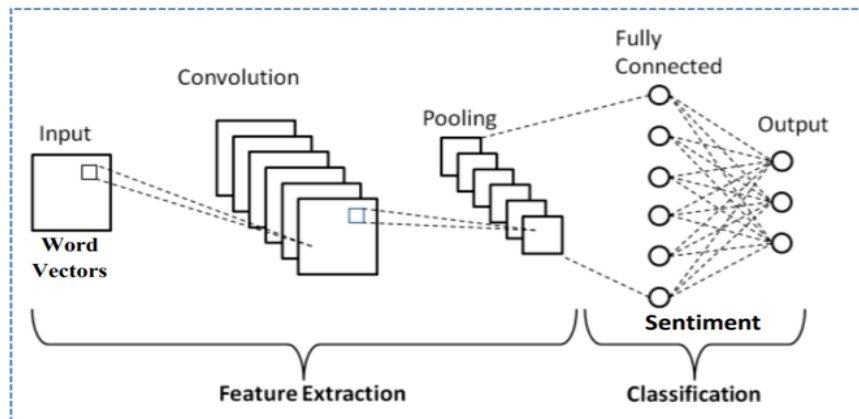 Input
Word
Vectors
Convolution
Pooling
Fully
Connected
Output
Sentiment
Feature Extraction
Classification